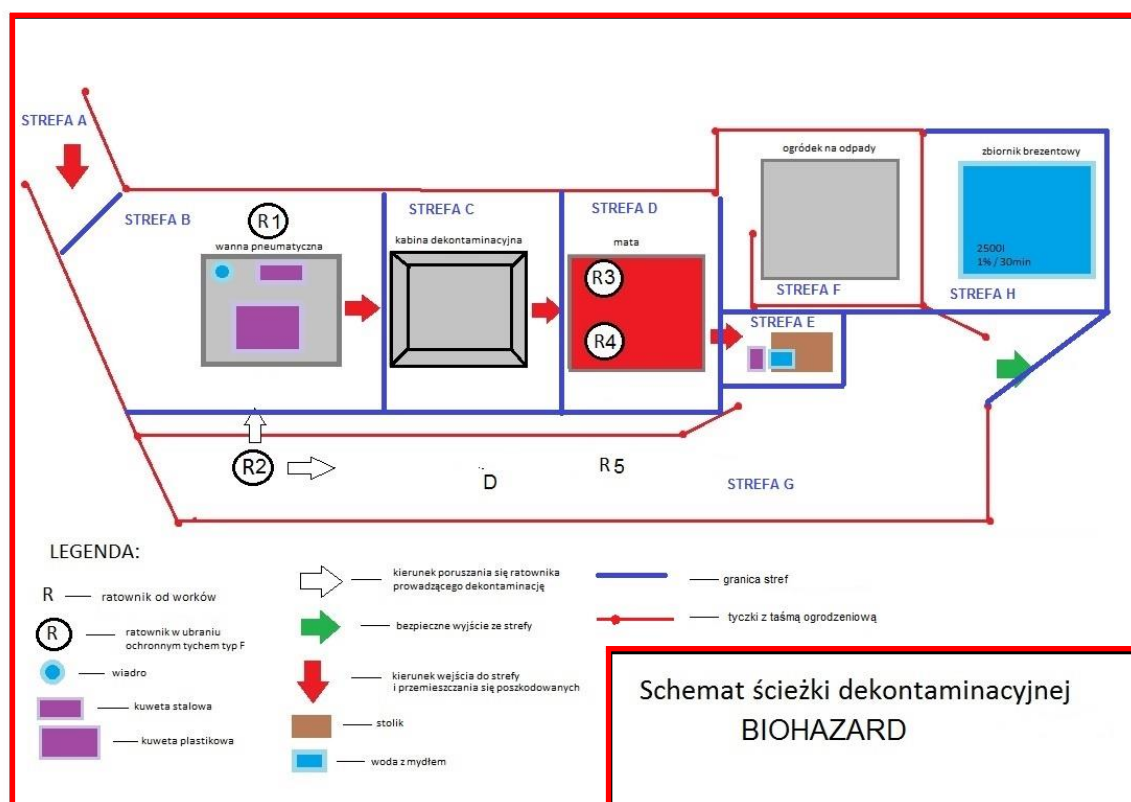 STREFA A
STREFA B
R1
wanna pneumatyczna
STREFA C
kabina dekontaminacyjna
STREFA D
mata
R3
R4
ogródek na odpady
STREFA F
zbiornik brezentowy
2500l
1% / 30min
STREFA H
STREFA E
R2
D
R5
STREFA G
LEGENDA:
R
ratownik od worków
R
ratownik w ubraniu
ochronnym tychem typ F
wiadro
kuweta stalowa
kuweta plastikowa
kierunek poruszania się ratownika
prowadzącego dekontaminację
bezpieczne wyjście ze strefy
kierunek wejścia do strefy
i przemieszczania się poszkodowanych
stolik
woda z mydłem
granica stref
tyczki z taśmą ogrodzeniową
Schemat ścieżki dekontaminacyjnej
BIOHAZARD